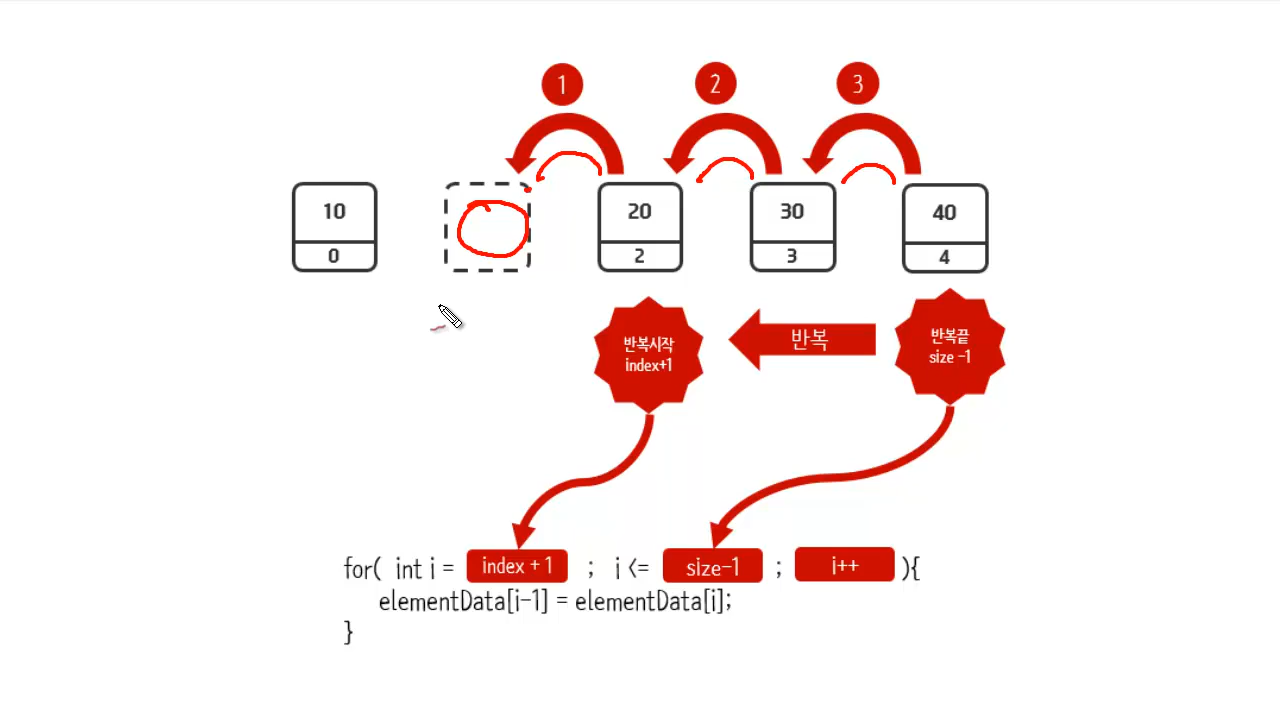 1 2 3
10 20 30 40
0 2 3 4
반복시작
index+1
반복
반복끝
size -1
for( int i = index + 1 ; i <= size-1 ; i++ ){
elementData[i-1] = elementData[i];
}